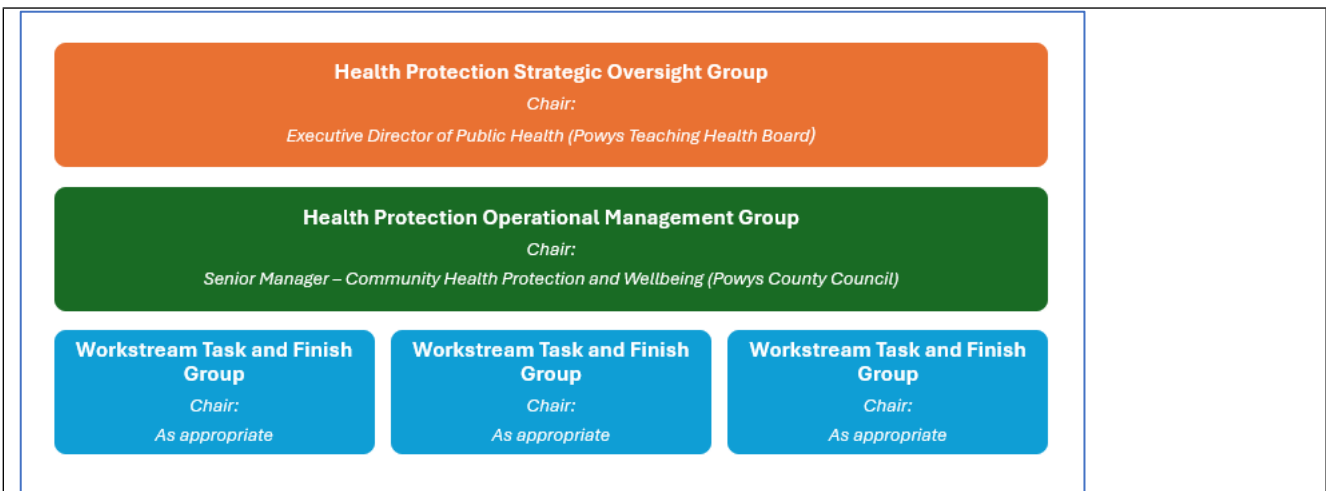 Health Protection Strategic Oversight Group
Chair:
Executive Director of Public Health (Powys Teaching Health Board)
Health Protection Operational Management Group
Chair:
Senior Manager – Community Health Protection and Wellbeing (Powys County Council)
Workstream Task and Finish
Group
Chair:
As appropriate
Workstream Task and Finish
Group
Chair:
As appropriate
Workstream Task and Finish
Group
Chair:
As appropriate